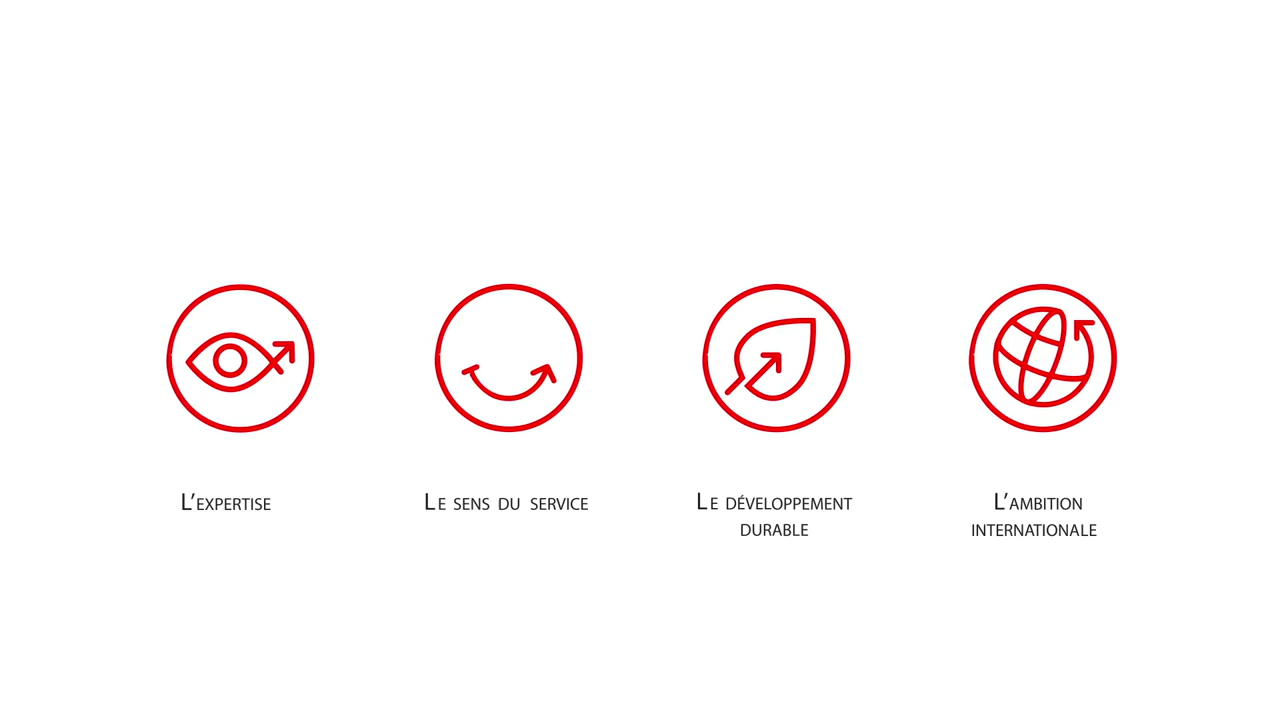 L'EXPERTISE
LE SENS DU SERVICE
LE DÉVELOPPEMENT
DURABLE
L'AMBITION
INTERNATIONALE